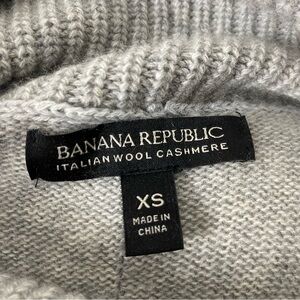 BANANA REPUBLIC
ITALIAN WOOL CASHMERE
XS
MADE IN
CHINA